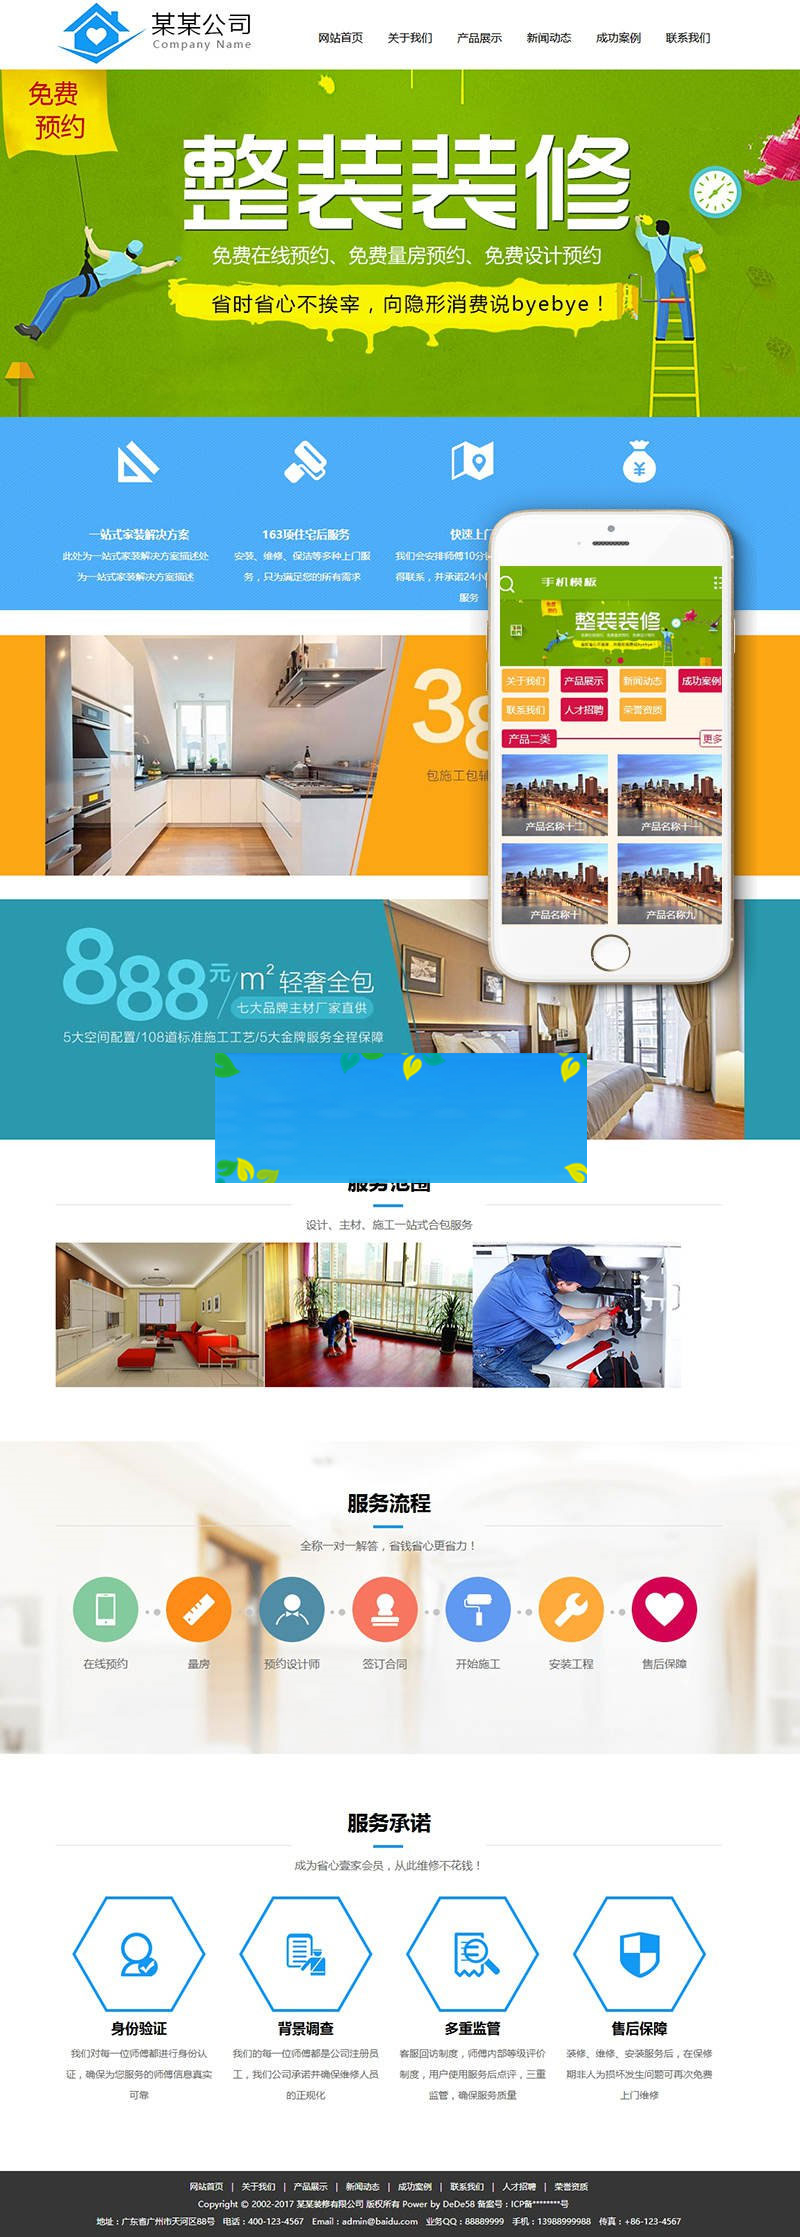 某某公司
Company Name
网站首页 关于我们 产品展示 新闻动态 成功案例 联系我们
免费
预约
整装装修
免费在线预约、免费量房预约、免费设计预约
省时省心不挨宰，向隐形消费说byebye！
一站式家装解决方案
此处为一站式家装解决方案描述处
为一站式家装解决方案描述
163项住宅后服务
安装、维修、保洁等多种上门服
务，只为满足您的所有需求
快速上门
我们会安排师傅10分
得联系，并承诺24小
服务
手机模板
整装装修
关于我们 产品展示 新闻动态 成功案例
联系我们 人才招聘 荣誉资质
产品二类 更多
产品名称十二 产品名称十一
产品名称十 产品名称九
38
包施工包辅
888元/m²轻奢全包
七大品牌主材厂家直供
5大空间配置/108道标准施工工艺/5大金牌服务全程保障
服务范围
设计、主材、施工一站式合包服务
服务流程
全称一对一解答，省钱省心更省力！
在线预约 量房 预约设计师 签订合同 开始施工 安装工程 售后保障
服务承诺
成为省心壹家会员，从此维修不花钱！
身份验证
我们对每一位师傅都进行身份认
证，确保为您服务的师傅信息真实
可靠
背景调查
我们的每一位师傅都是公司注册员
工，我们公司承若并确保维修人员
的正规化
多重监管
客服回访制度，师傅内部等级评价
制度，用户使用服务后点评，三重
监管，确保服务质量
售后保障
装修、维修、安装服务后，在保修
期非人为损坏发生问题可再次免费
上门维修
网站首页 | 关于我们 | 产品展示 | 新闻动态 | 成功案例 | 联系我们 | 人才招聘 | 荣誉资质
Copyright © 2002-2017 某某装修有限公司 版权所有 Power by DeDe58 备案号：ICP备********号
地址：广东省广州市天河区88号 电话：400-123-4567 Email：admin@baidu.com 业务QQ：88889999 手机：13988999988 传真：+86-123-4567